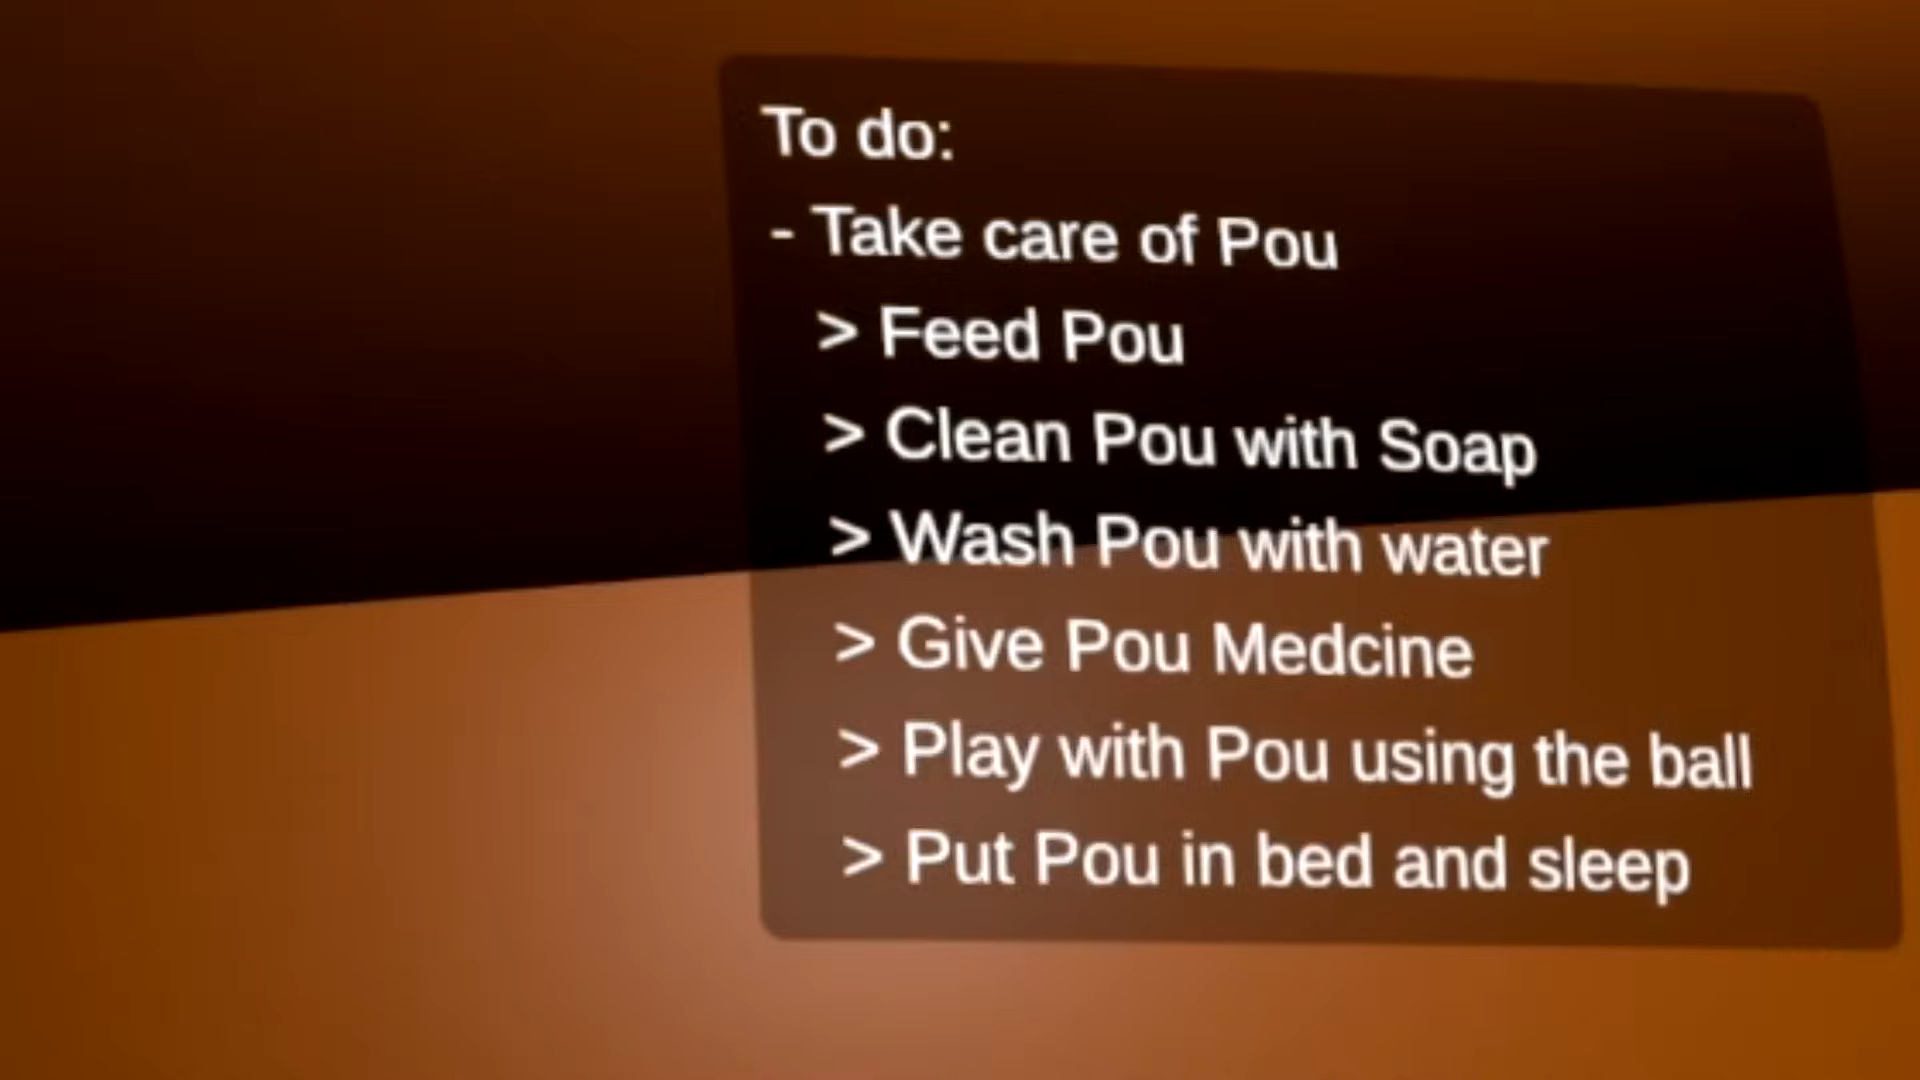 To do:
- Take care of Pou
> Feed Pou
> Clean Pou with Soap
> Wash Pou with water
> Give Pou Medcine
> Play with Pou using the ball
> Put Pou in bed and sleep